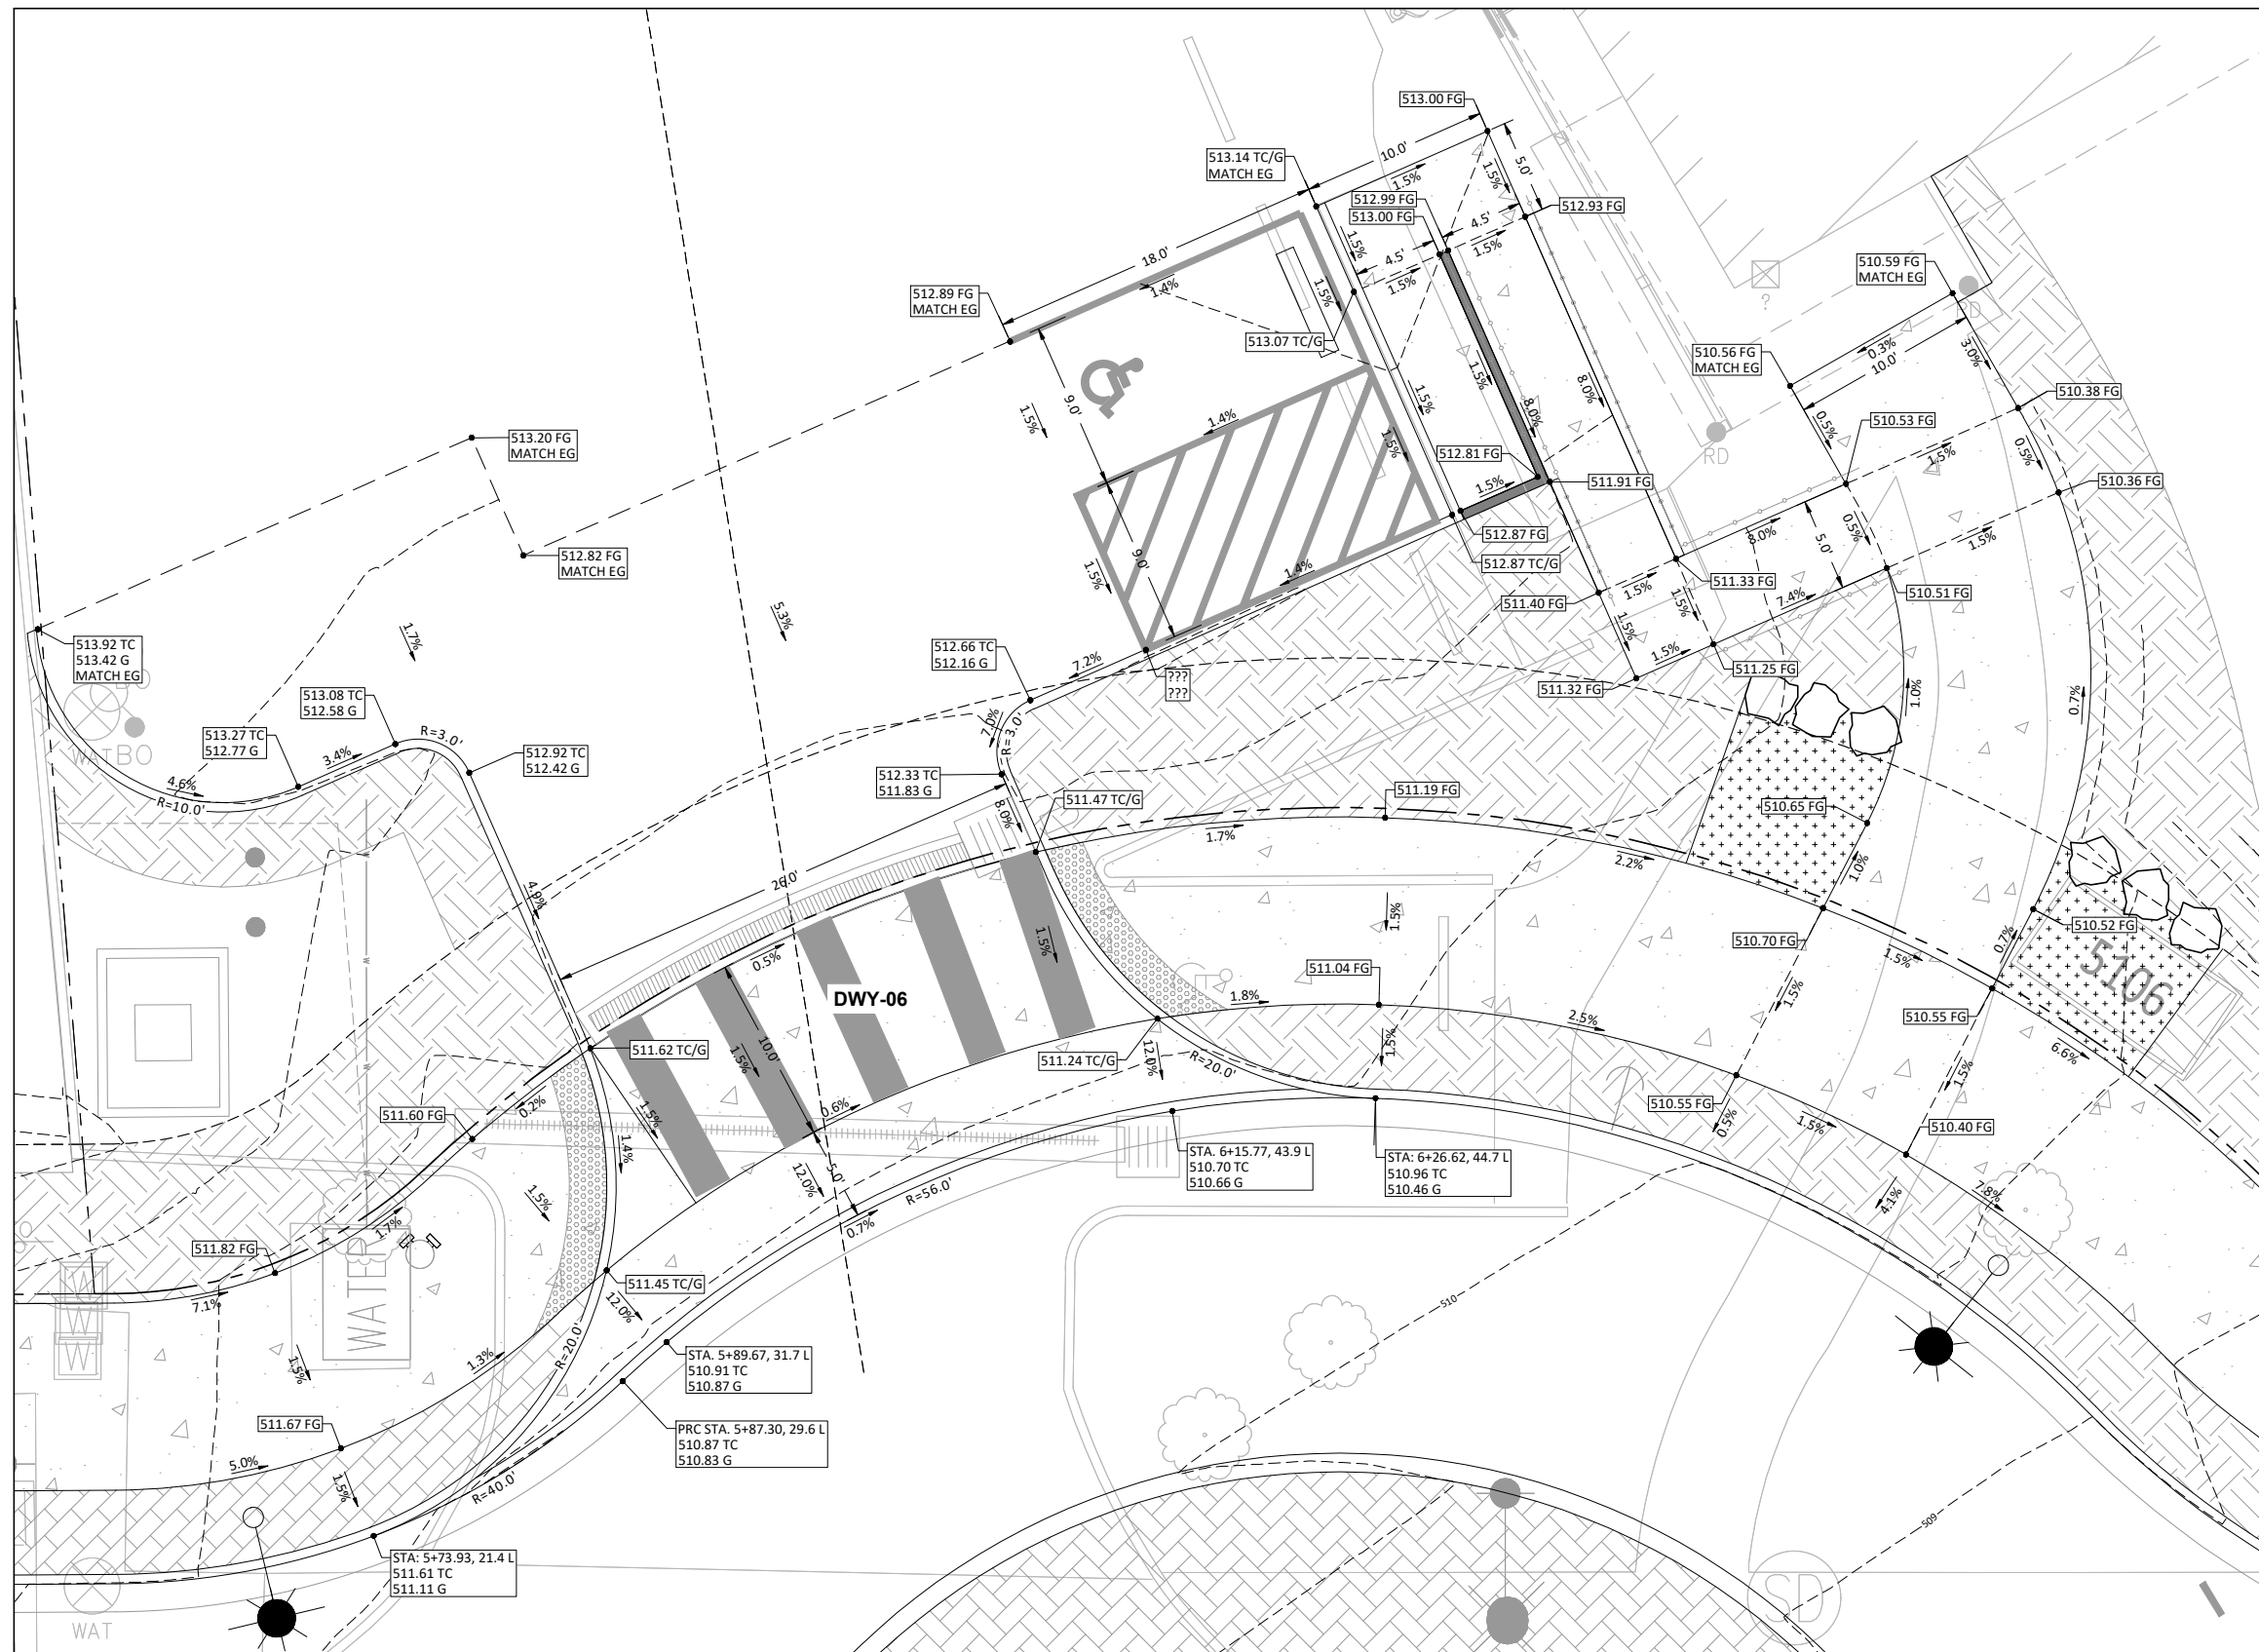 513.00 FG
10.0'
5.0'
1.5%
1.5%
513.14 TC/G
MATCH EG
512.99 FG
513.00 FG
4.5'
512.93 FG
1.5%
4.5'
1.5%
1.5%
18.0'
1.4%
1.5%
512.89 FG
MATCH EG
513.07 TC/G
510.59 FG
MATCH EG
RD
?
0.3%
10.0'
3.0%
510.56 FG
MATCH EG
510.38 FG
9.0'
1.5%
1.4%
1.5%
1.5%
8.0%
8.0%
0.5%
510.53 FG
RD
1.5%
0.5%
513.20 FG
MATCH EG
1.5%
512.81 FG
1.5%
511.91 FG
510.36 FG
512.82 FG
MATCH EG
9.0'
1.5%
1.4%
512.87 FG
512.87 TC/G
8.0%
5.0'
0.5%
1.5%
511.33 FG
510.51 FG
511.40 FG
1.5%
1.5%
7.4%
5.3%
1.7%
513.92 TC
513.42 G
MATCH EG
512.66 TC
512.16 G
7.2%
???
???
1.5%
1.5%
511.25 FG
511.32 FG
1.0%
0.7%
513.08 TC
512.58 G
BO
513.27 TC
512.77 G
WAT
BO
3.4%
R=3.0'
4.6%
R=10.0'
512.92 TC
512.42 G
7.0%
R=3.0'
512.33 TC
511.83 G
8.0%
511.47 TC/G
511.19 FG
1.7%
2.2%
510.65 FG
1.0%
4.9%
26.0'
1.5%
0.5%
1.5%
510.70 FG
0.7%
510.52 FG
1.5%
5106
DWY-06
511.04 FG
1.8%
1.5%
1.5%
2.5%
510.55 FG
6.6%
511.62 TC/G
1.5%
10.0'
511.24 TC/G
12.0%
R=20.0'
1.5%
511.60 FG
0.2%
1.5%
1.4%
0.6%
510.55 FG
0.5%
1.5%
510.40 FG
12.0%
5.0'
STA. 6+15.77, 43.9 L
510.70 TC
510.66 G
STA: 6+26.62, 44.7 L
510.96 TC
510.46 G
R=56.0'
0.7%
4.1%
7.8%
1.5%
1.7%
511.82 FG
7.1%
WATER
W
W
W
511.45 TC/G
12.0%
510
1.3%
R=20.0'
1.5%
STA. 5+89.67, 31.7 L
510.91 TC
510.87 G
511.67 FG
5.0%
1.5%
PRC STA. 5+87.30, 29.6 L
510.87 TC
510.83 G
R=40.0'
509
STA: 5+73.93, 21.4 L
511.61 TC
511.11 G
SD
WAT